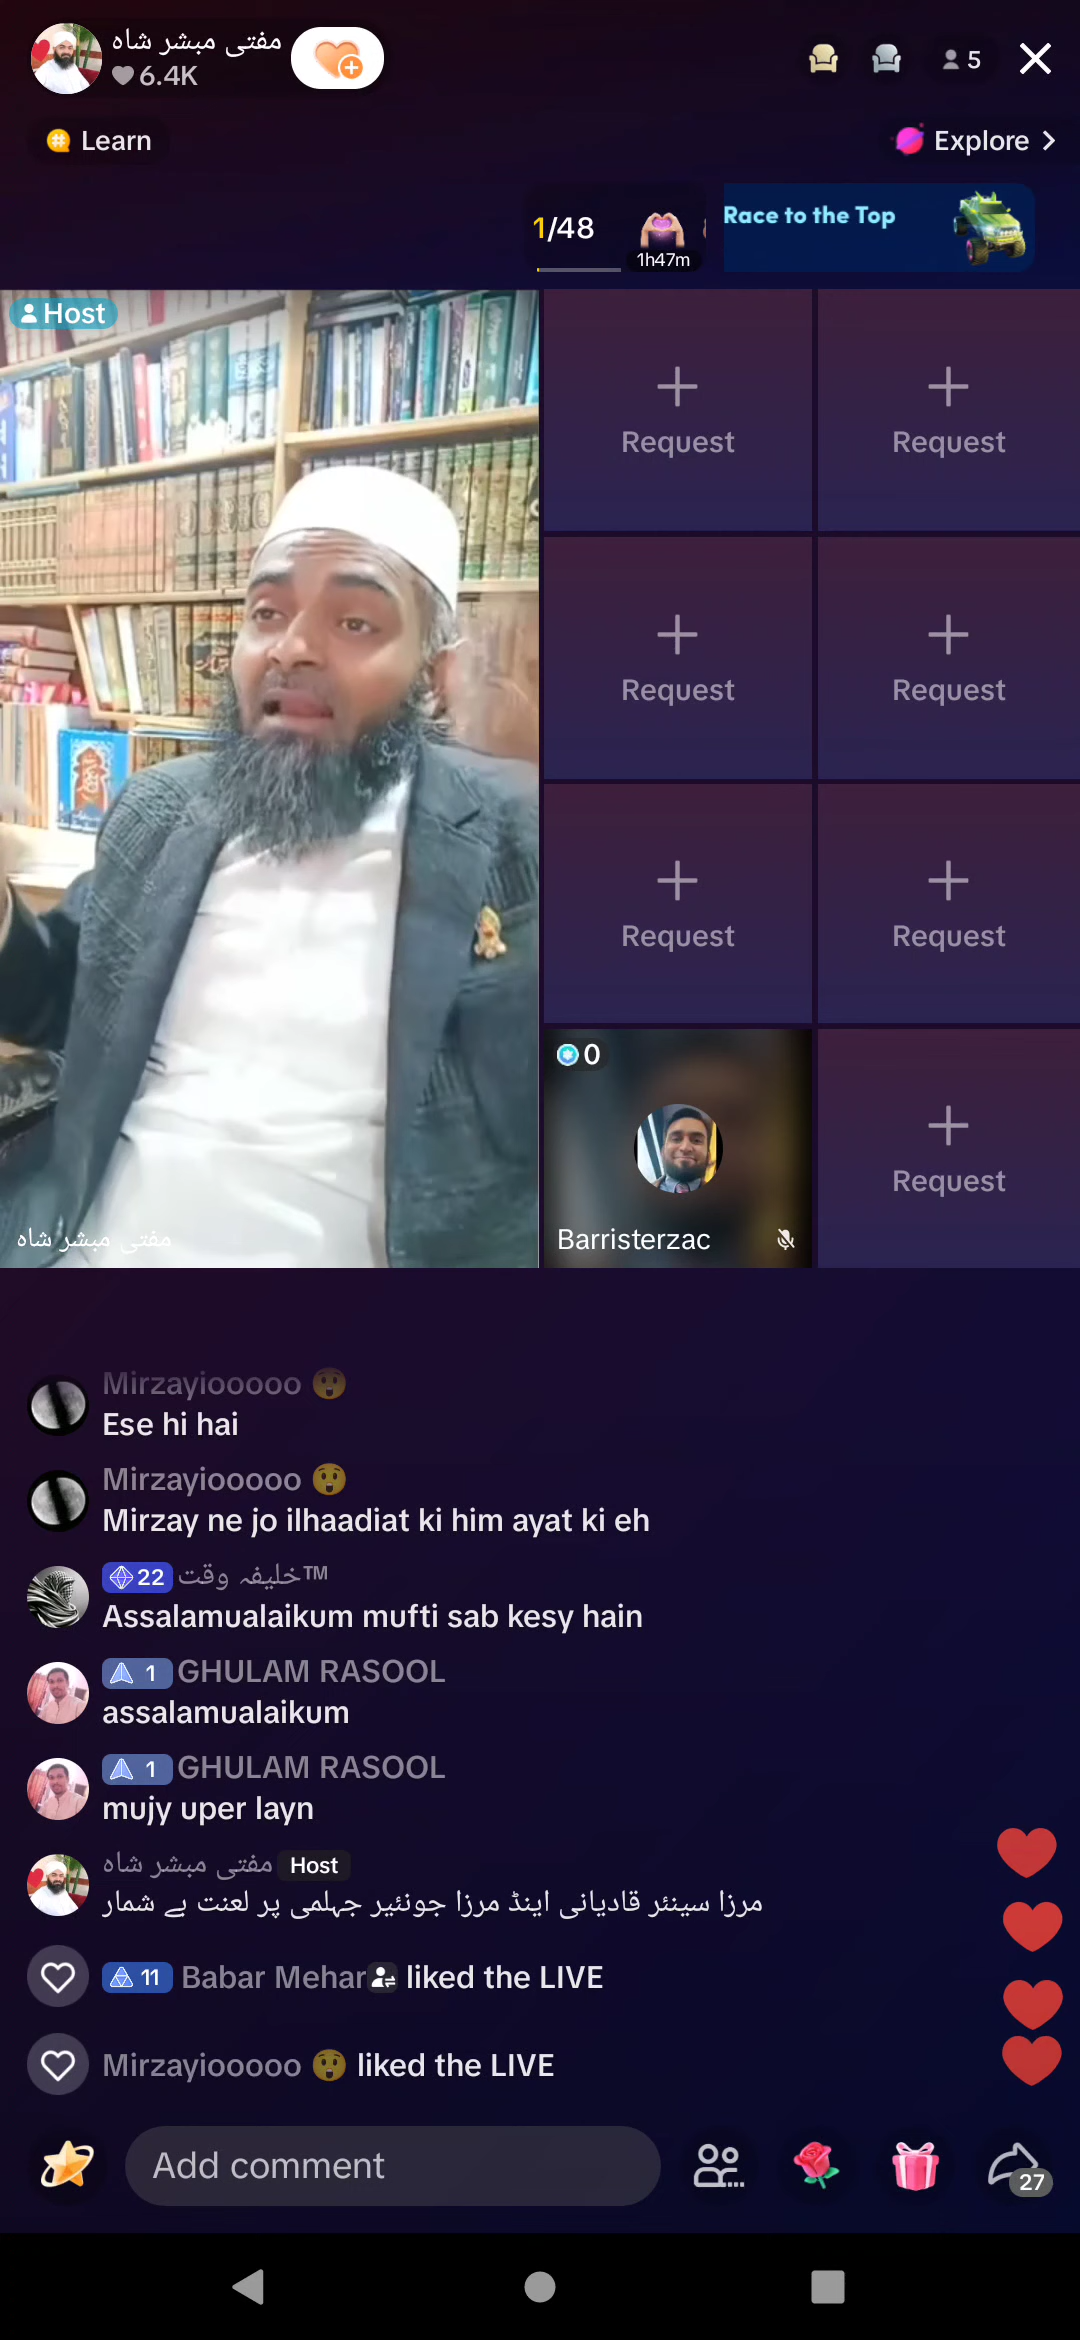 مفتی مبشر شاہ
6.4K
5
Learn
Explore
1/48
1h47m
Race to the Top
Host
Request
Request
Request
Request
Request
Request
0
Barristerzac
Request
مفتی مبشر شاہ
Mirzayiooooo 😲
Ese hi hai
Mirzayiooooo 😲
Mirzay ne jo ilhaadiat ki him ayat ki eh
22 خلیفہ وقت™
Assalamualaikum mufti sab kesy hain
1 GHULAM RASOOL
assalamualaikum
1 GHULAM RASOOL
mujy uper layn
مفتی مبشر شاہ Host
مرزا سینئر قادیانی اینڈ مرزا جونئیر جہلمی پر لعنت بے شمار
11 Babar Mehar liked the LIVE
Mirzayiooooo 😲 liked the LIVE
Add comment
27